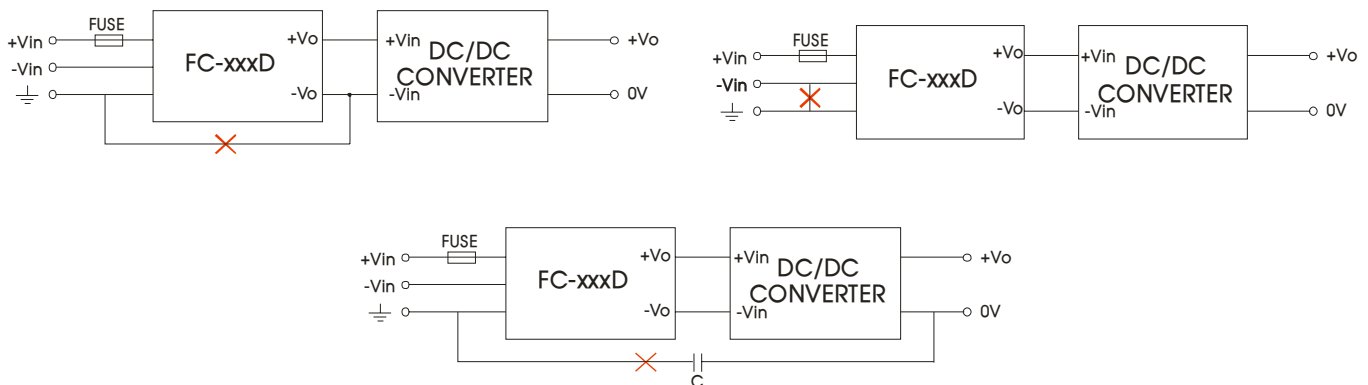 FUSE
+Vin
-Vin
FC-xxxD
+Vo
-Vo
+Vin
-Vin
DC/DC
CONVERTER
+Vo
0V
FUSE
+Vin
-Vin
FC-xxxD
+Vo
-Vo
+Vin
-Vin
DC/DC
CONVERTER
+Vo
0V
FUSE
+Vin
-Vin
FC-xxxD
+Vo
-Vo
+Vin
-Vin
DC/DC
CONVERTER
+Vo
0V
C